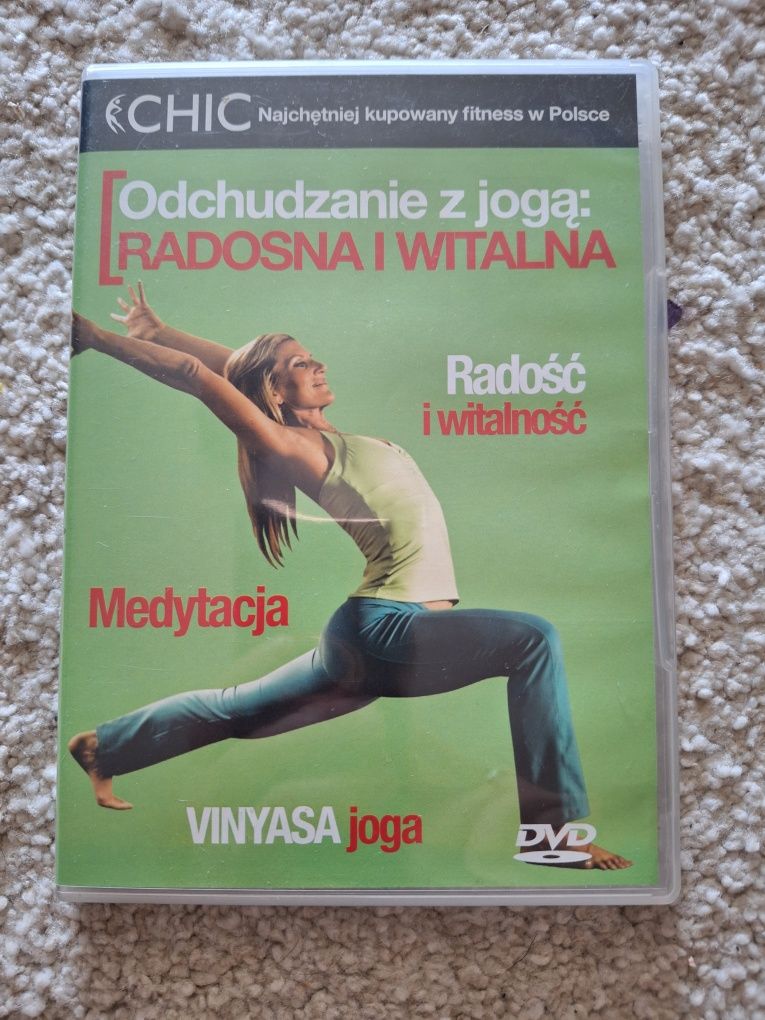 CHIC Najchętniej kupowany fitness w Polsce
Odchudzanie z jogą:
RADOSNA I WITALNA
Radość
i witalność
Medytacja
VINYASA joga
DVD